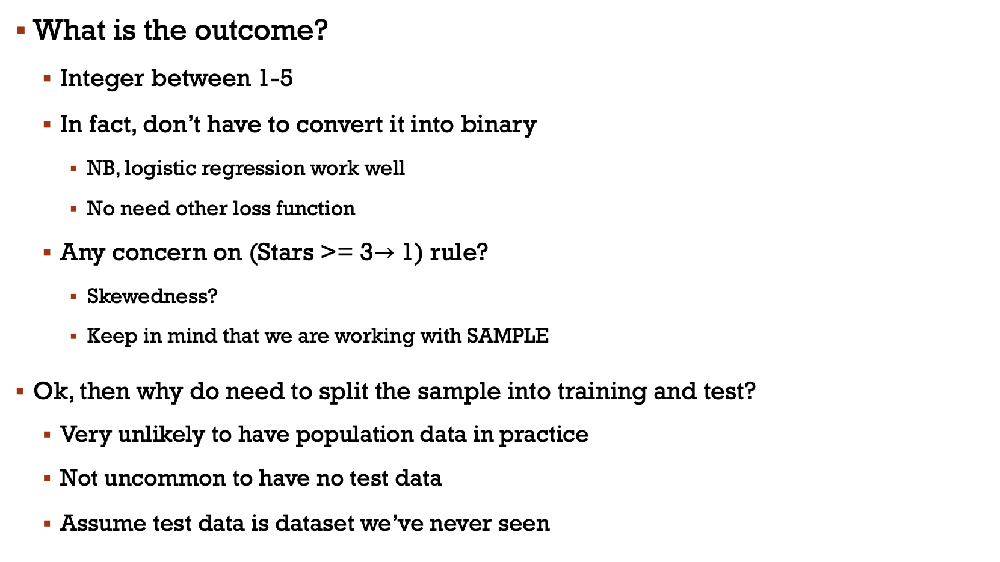 ▪ What is the outcome?
▪ Integer between 1-5
▪ In fact, don’t have to convert it into binary
▪ NB, logistic regression work well
▪ No need other loss function
▪ Any concern on (Stars >= 3→ 1) rule?
▪ Skewedness?
▪ Keep in mind that we are working with SAMPLE
▪ Ok, then why do need to split the sample into training and test?
▪ Very unlikely to have population data in practice
▪ Not uncommon to have no test data
▪ Assume test data is dataset we’ve never seen